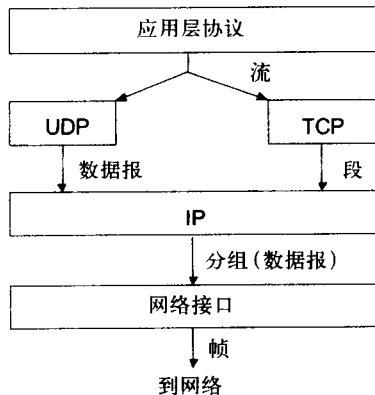 应用层协议
流
UDP
TCP
数据报
段
IP
分组(数据报)
网络接口
帧
到网络